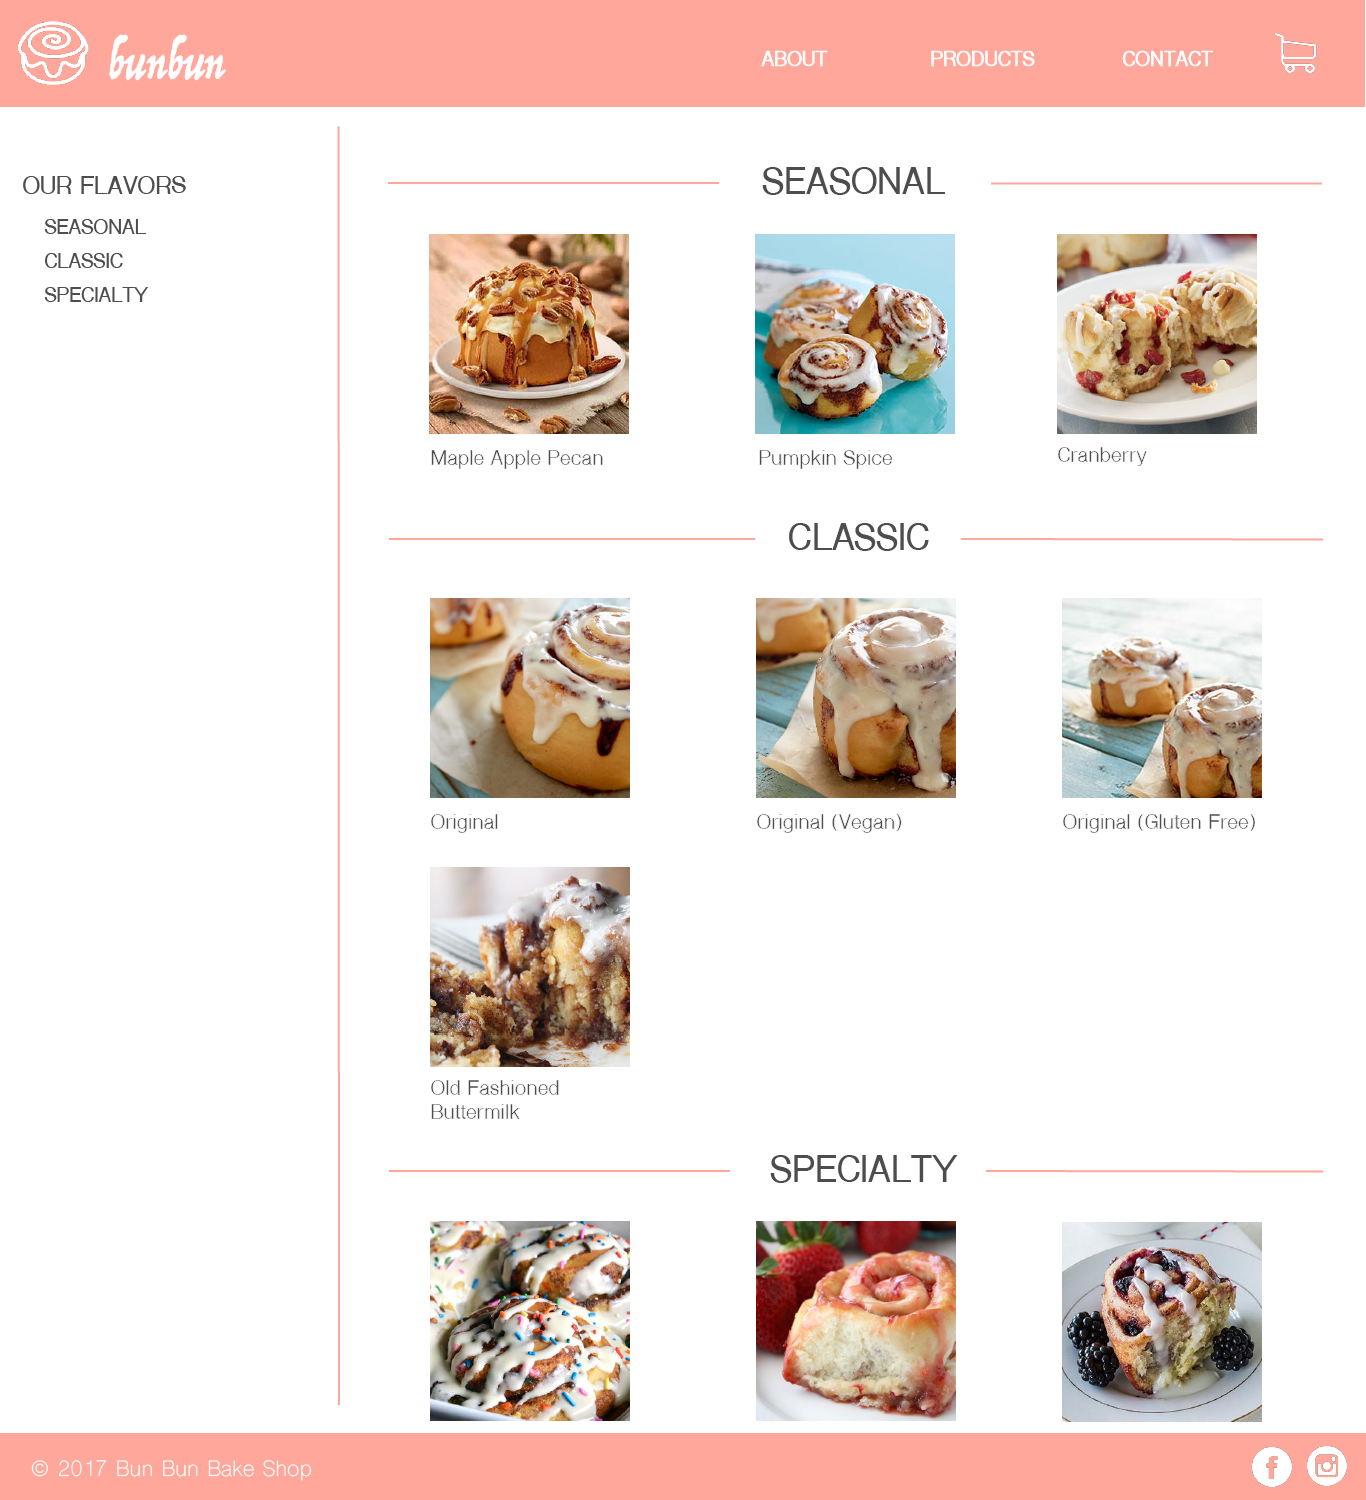 bunbun
ABOUT PRODUCTS CONTACT
OUR FLAVORS
SEASONAL
CLASSIC
SPECIALTY
SEASONAL
Maple Apple Pecan
Pumpkin Spice
Cranberry
CLASSIC
Original
Original (Vegan)
Original (Gluten Free)
Old Fashioned
Buttermilk
SPECIALTY
© 2017 Bun Bun Bake Shop